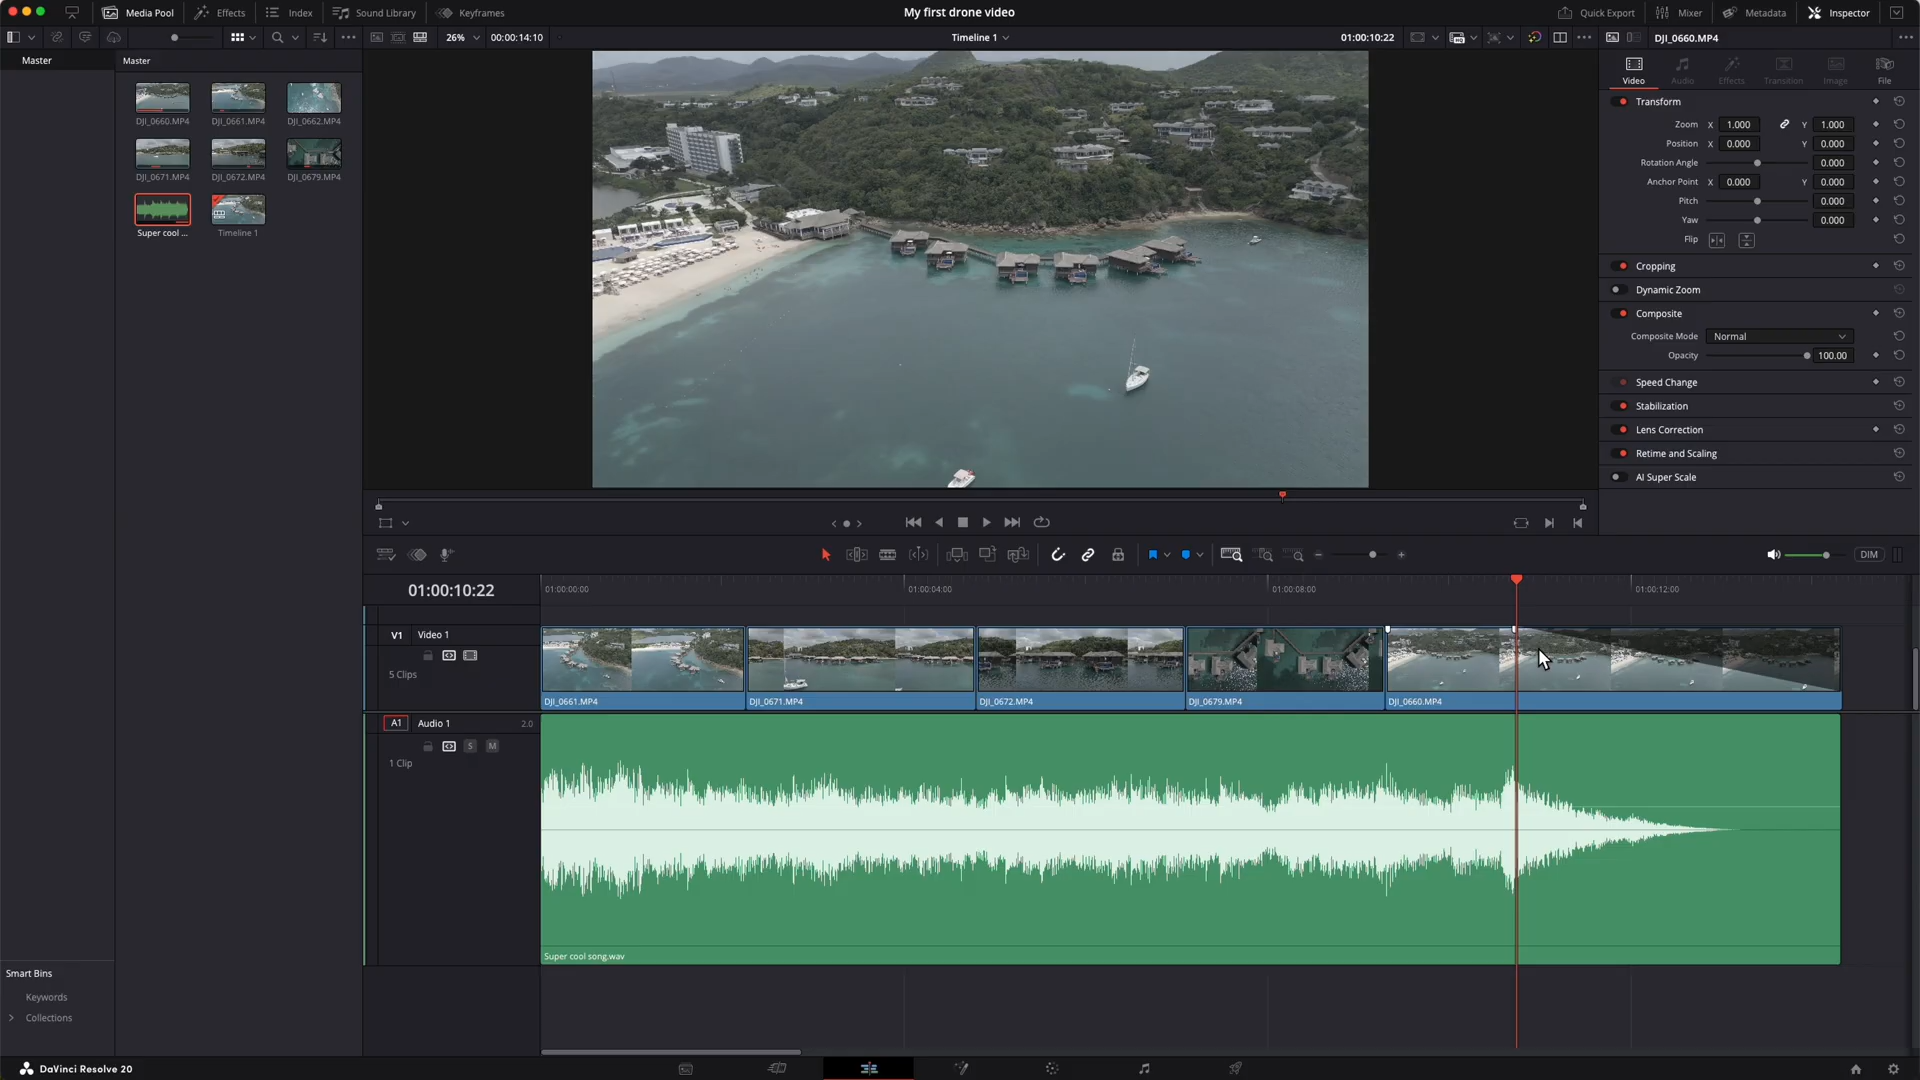 Media Pool
Effects
Index
Sound Library
Keyframes
My first drone video
Quick Export
Mixer
Metadata
Inspector
26%
00:00:14:10
Timeline 1
01:00:10:22
DJI_0660.MP4
Master
Master
Video
Audio
Effects
Transition
Image
File
DJI_0660.MP4
DJI_0661.MP4
DJI_0662.MP4
DJI_0671.MP4
DJI_0672.MP4
DJI_0679.MP4
Super cool ...
Timeline 1
Transform
Zoom X 1.000 Y 1.000
Position X 0.000 Y 0.000
Rotation Angle 0.000
Anchor Point X 0.000 Y 0.000
Pitch 0.000
Yaw 0.000
Flip
Cropping
Dynamic Zoom
Composite
Composite Mode Normal
Opacity 100.00
Speed Change
Stabilization
Lens Correction
Retime and Scaling
AI Super Scale
DIM
01:00:10:22
01:00:00:00
01:00:04:00
01:00:08:00
01:00:12:00
V1 Video 1
5 Clips
DJI_0661.MP4
DJI_0671.MP4
DJI_0672.MP4
DJI_0679.MP4
DJI_0660.MP4
A1 Audio 1 2.0
S M
1 Clip
Super cool song.wav
Smart Bins
Keywords
Collections
DaVinci Resolve 20